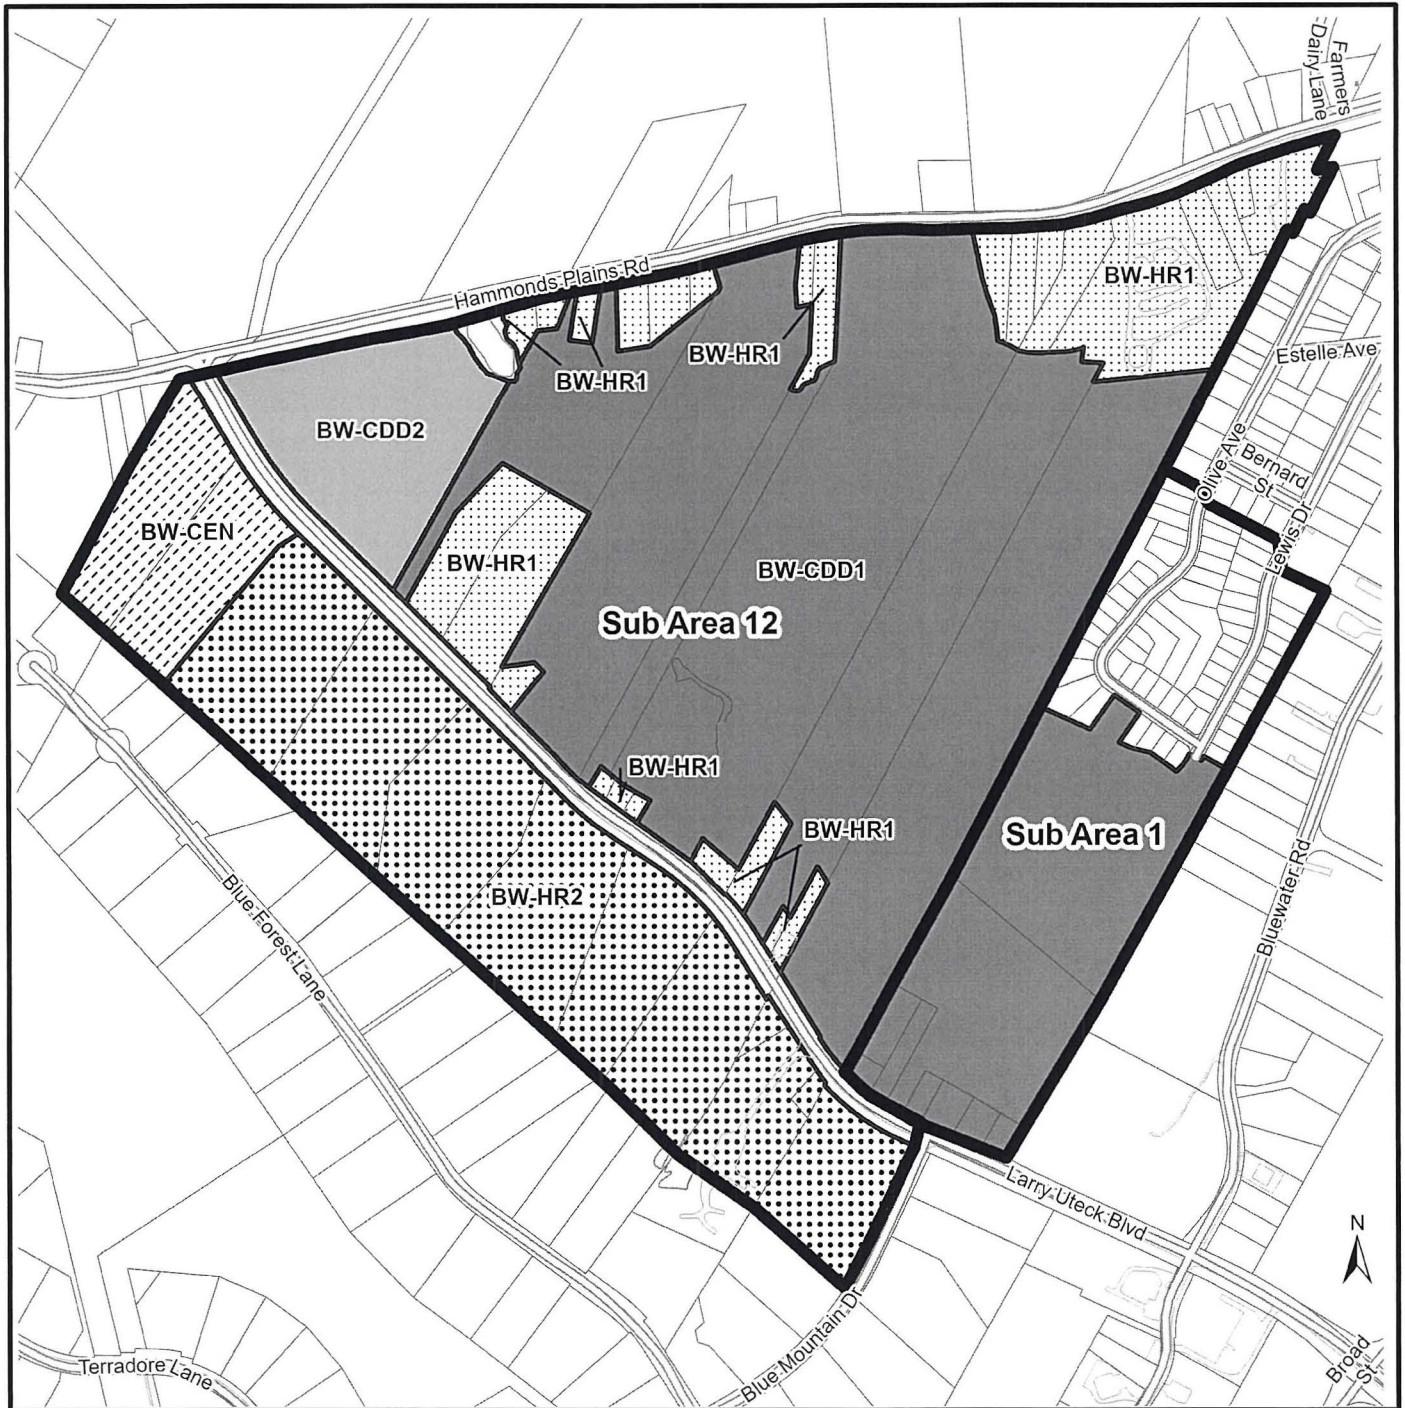 Farmers
Dairy Lane
Hammonds Plains Rd
BW-HR1
BW-HR1
BW-HR1
Estelle Ave
BW-CDD2
Olive Ave
Bernard
St
Lewis Dr
BW-CEN
BW-HR1
BW-CDD1
Sub Area 12
BW-HR1
BW-HR1
Sub Area 1
Bluewater Rd
BW-HR2
Blue Forest Lane
Larry Uteck Blvd
N
Blue Mountain Dr
Broad
St
Terradore Lane